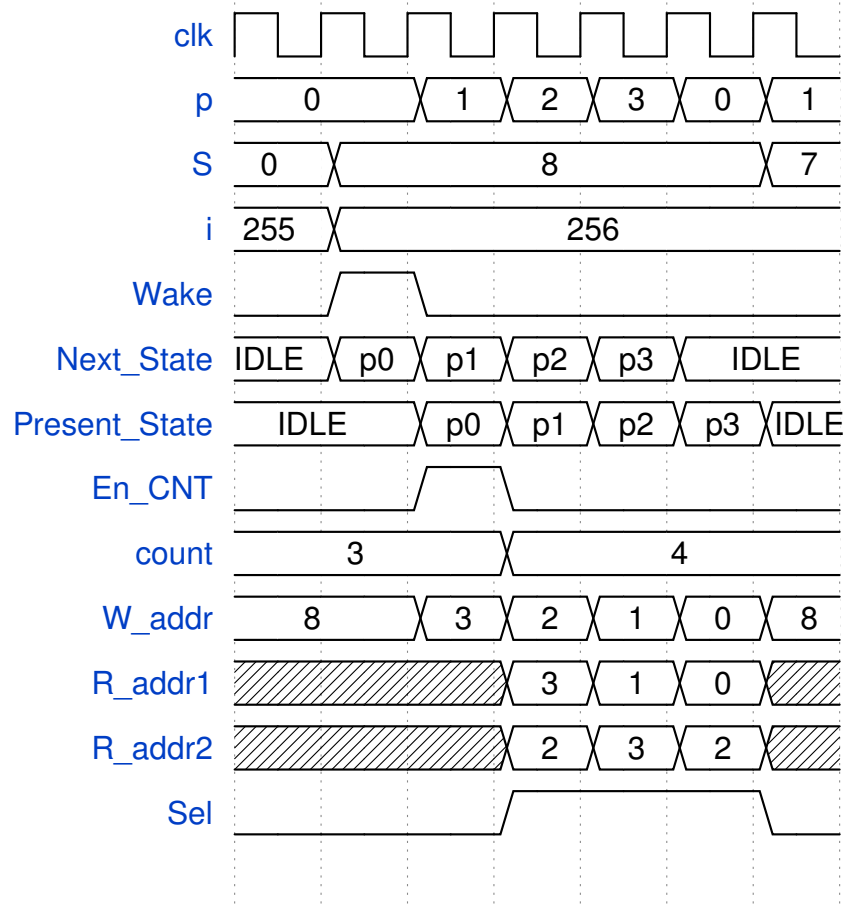 clk
p 0 1 2 3 0 1
S 0 8 7
i 255 256
Wake
Next_State IDLE p0 p1 p2 p3 IDLE
Present_State IDLE p0 p1 p2 p3 IDLE
En_CNT
count 3 4
W_addr 8 3 2 1 0 8
R_addr1 3 1 0
R_addr2 2 3 2
Sel